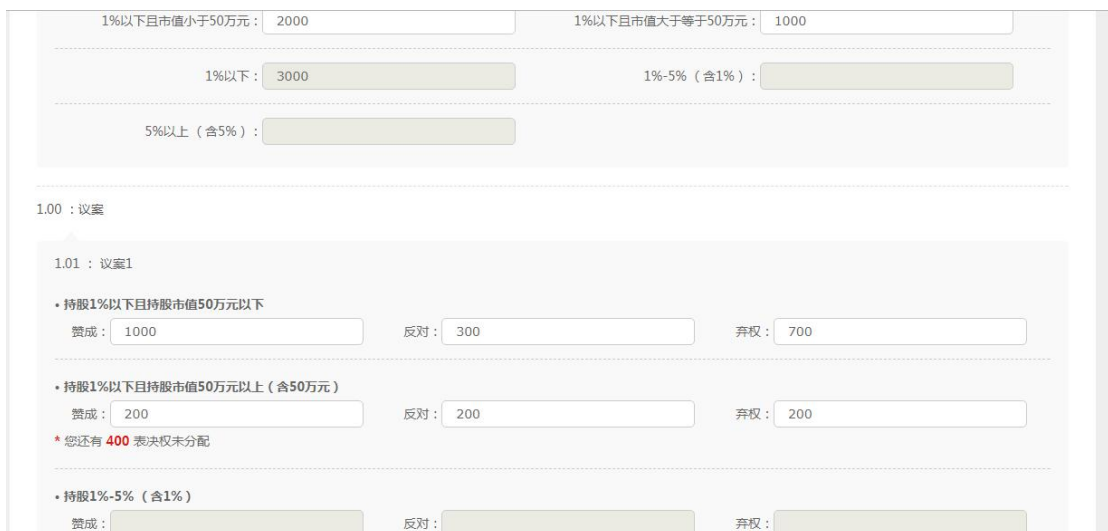 1%以下且市值小于50万元： 2000 1%以下且市值大于等于50万元： 1000
1%以下： 3000 1%-5%（含1%）：
5%以上（含5%）：
1.00 ：议案
1.01 ： 议案1
• 持股1%以下且持股市值50万元以下
赞成： 1000 反对： 300 弃权： 700
• 持股1%以下且持股市值50万元以上（含50万元）
赞成： 200 反对： 200 弃权： 200
* 您还有 400 表决权未分配
• 持股1%-5%（含1%）
赞成： 反对： 弃权：